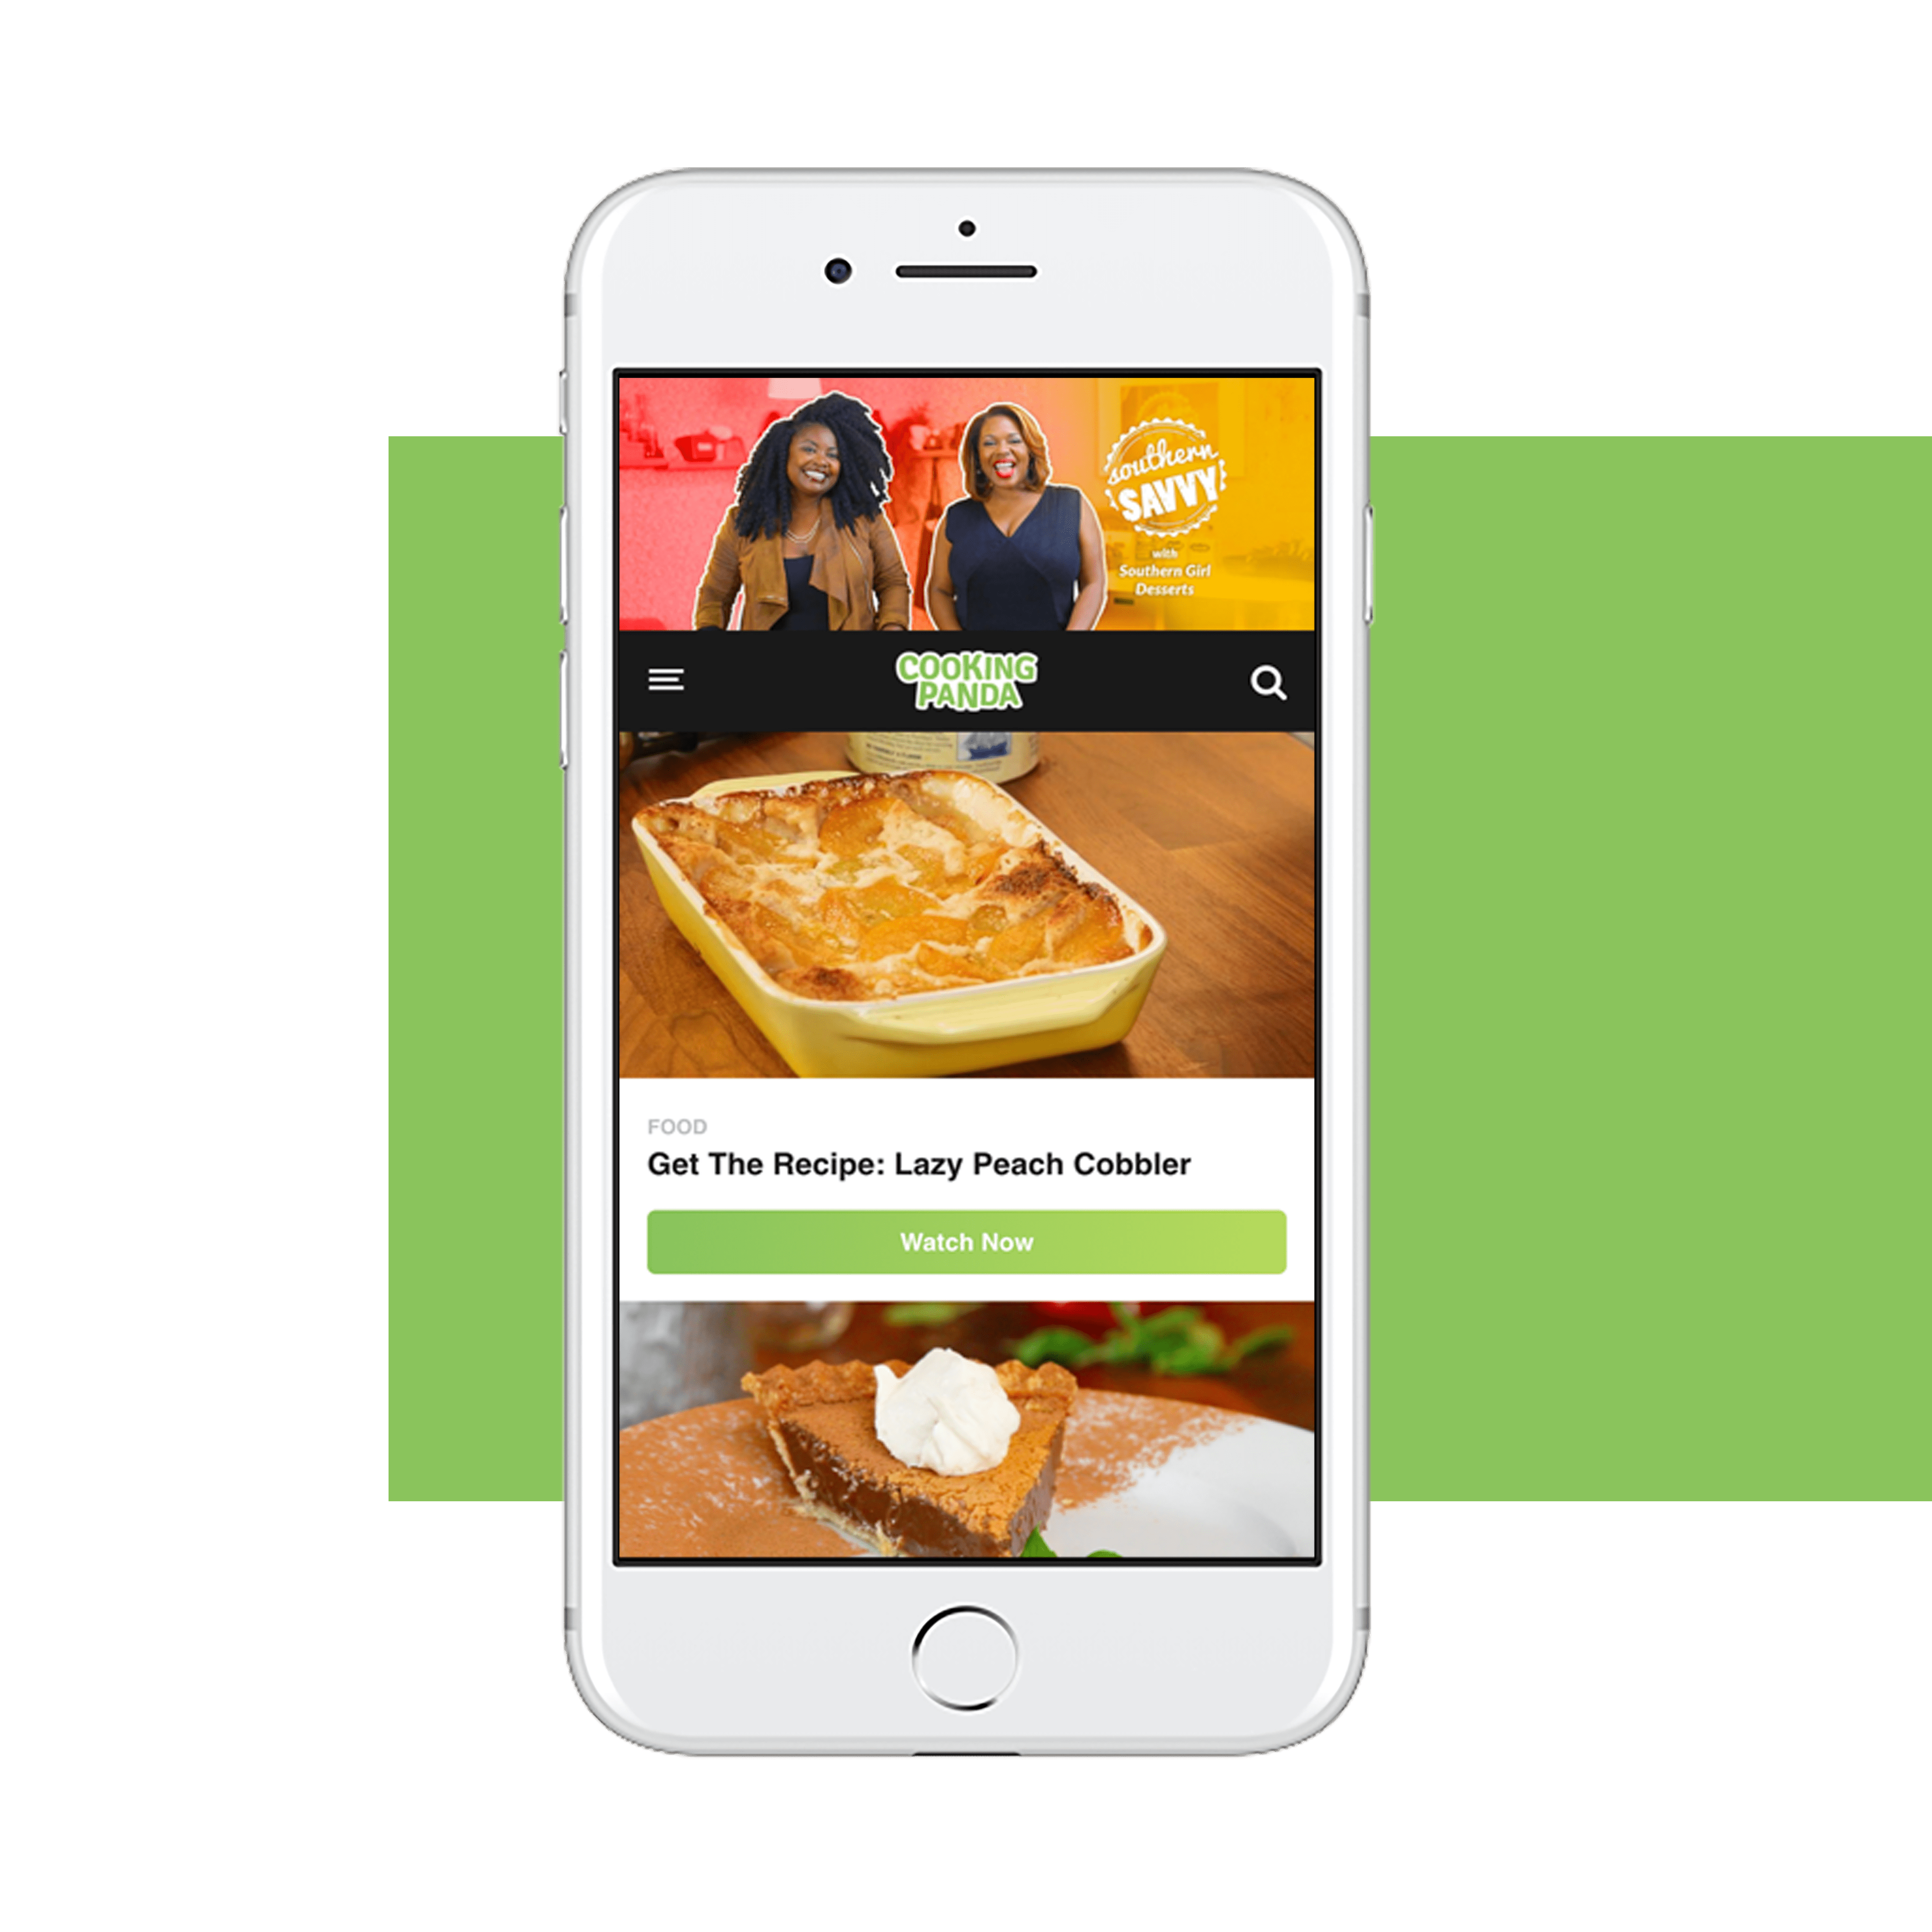 southern
SAVVY
with
Southern Girl
Desserts
COOKING
PANDA
FOOD
Get The Recipe: Lazy Peach Cobbler
Watch Now